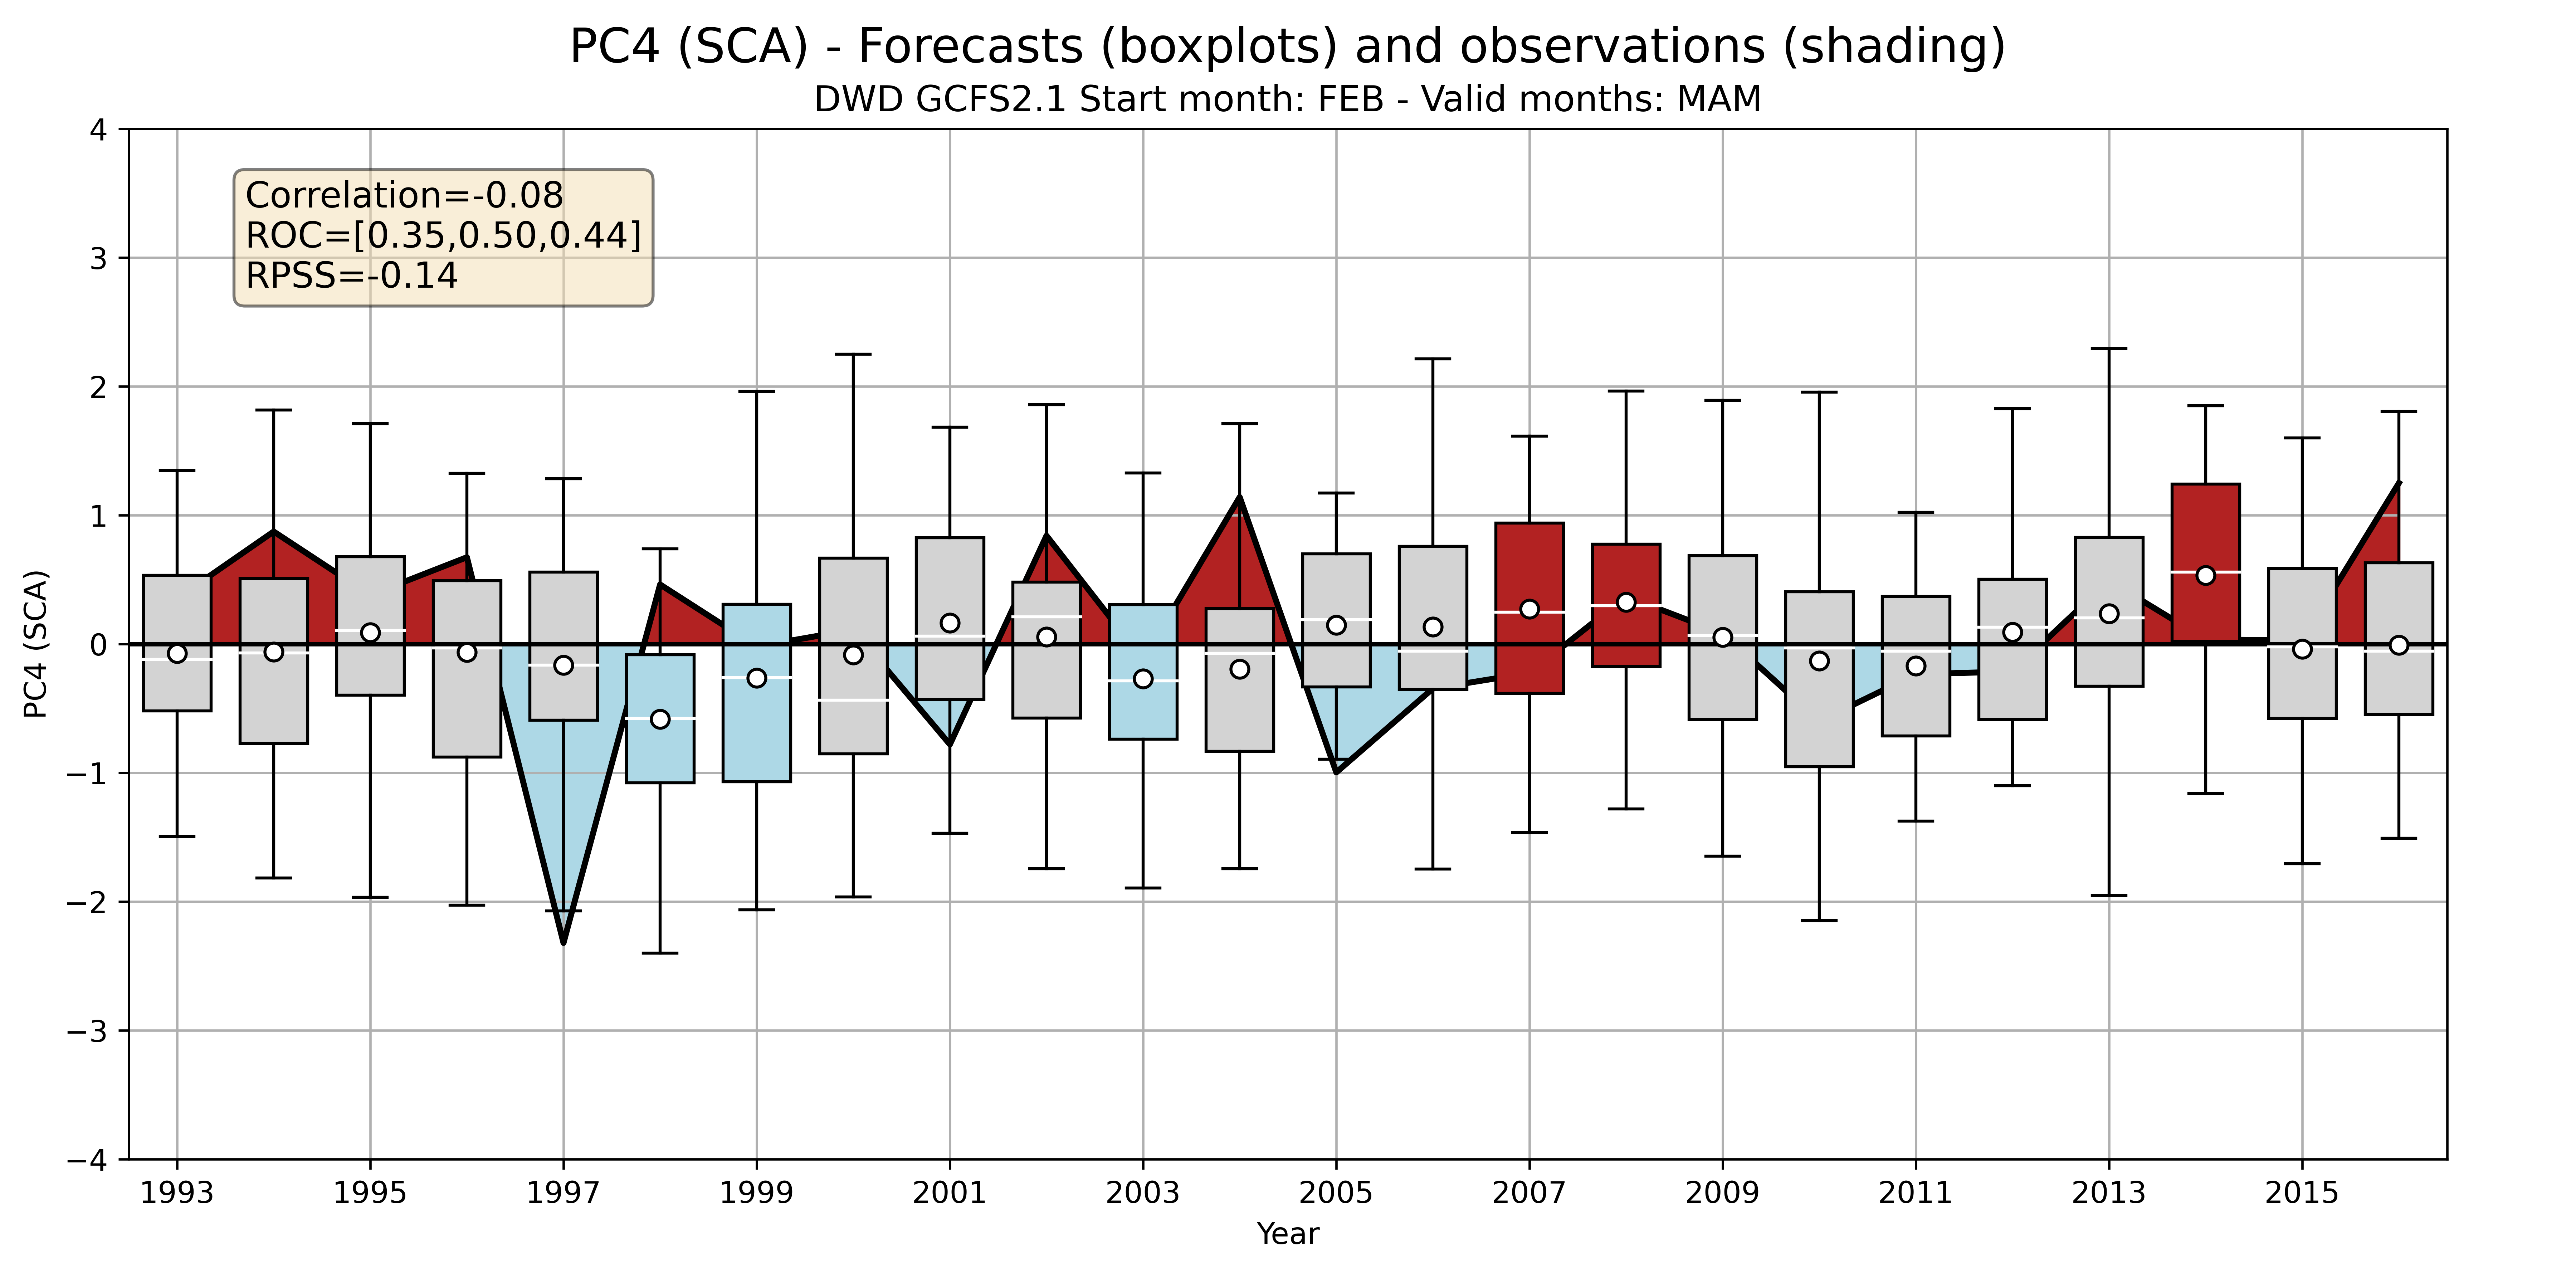 PC4 (SCA) - Forecasts (boxplots) and observations (shading)
DWD GCFS2.1 Start month: FEB - Valid months: MAM
Correlation=-0.08
ROC=[0.35,0.50,0.44]
RPSS=-0.14
PC4 (SCA)
4
3
2
1
0
−1
−2
−3
−4
1993 1995 1997 1999 2001 2003 2005 2007 2009 2011 2013 2015
Year